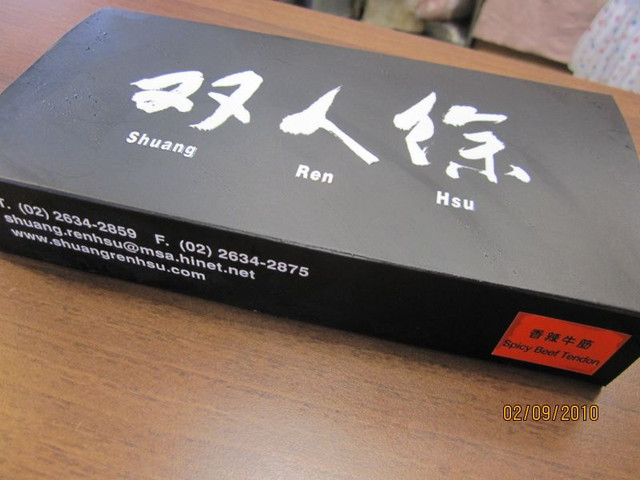 双人徐
Shuang Ren Hsu
T. (02) 2634-2859 F. (02) 2634-2875
shuang.renhsu@msa.hinet.net
www.shuangrenhsu.com
香辣牛筋
Spicy Beef Tendon
02/09/2010